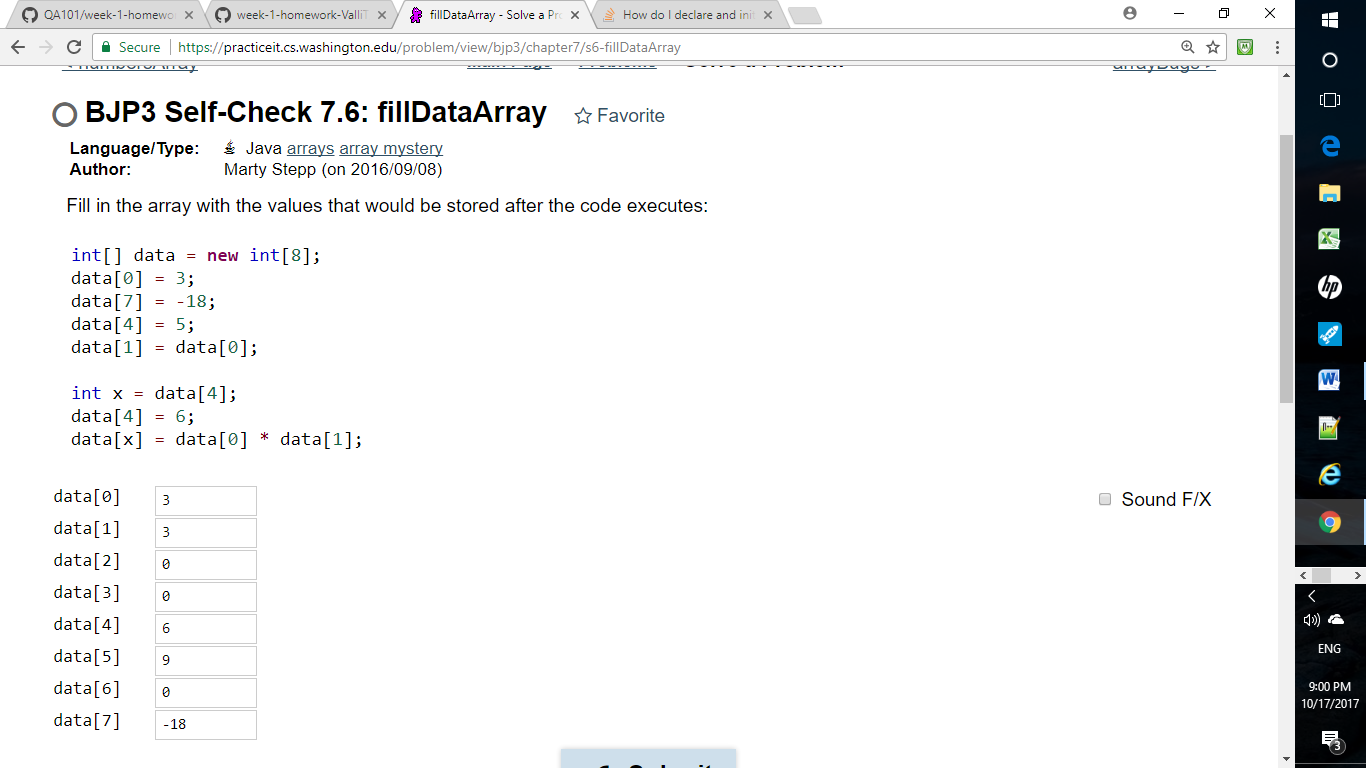 QA101/week-1-homewo
week-1-homework-ValliT
fillDataArray - Solve a Pr
How do I declare and init
Secure
https://practiceit.cs.washington.edu/problem/view/bjp3/chapter7/s6-fillDataArray
BJP3 Self-Check 7.6: fillDataArray
Favorite
Language/Type: Java arrays array mystery
Author: Marty Stepp (on 2016/09/08)
Fill in the array with the values that would be stored after the code executes:
int[] data = new int[8];
data[0] = 3;
data[7] = -18;
data[4] = 5;
data[1] = data[0];
int x = data[4];
data[4] = 6;
data[x] = data[0] * data[1];
data[0] 3
Sound F/X
data[1] 3
data[2] 0
data[3] 0
data[4] 6
data[5] 9
data[6] 0
data[7] -18
hp
ENG
9:00 PM
10/17/2017
3